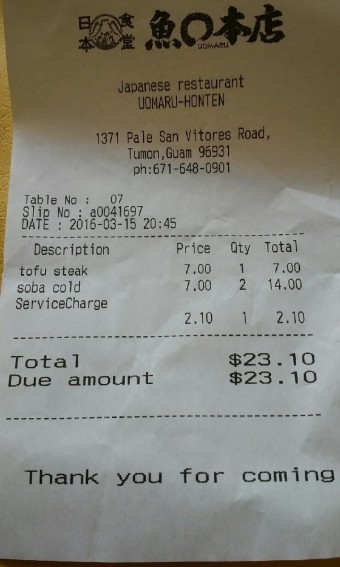 日本食堂 魚〇本店
UOMARU
Japanese restaurant
UOMARU-HONTEN
1371 Pale San Vitores Road,
Tumon,Guam 96931
ph:671-648-0901
Table No : 07
Slip No : a0041697
DATE : 2016-03-15 20:45
Description Price Qty Total
tofu steak 7.00 1 7.00
soba cold 7.00 2 14.00
ServiceCharge
2.10 1 2.10
Total $23.10
Due amount $23.10
Thank you for coming